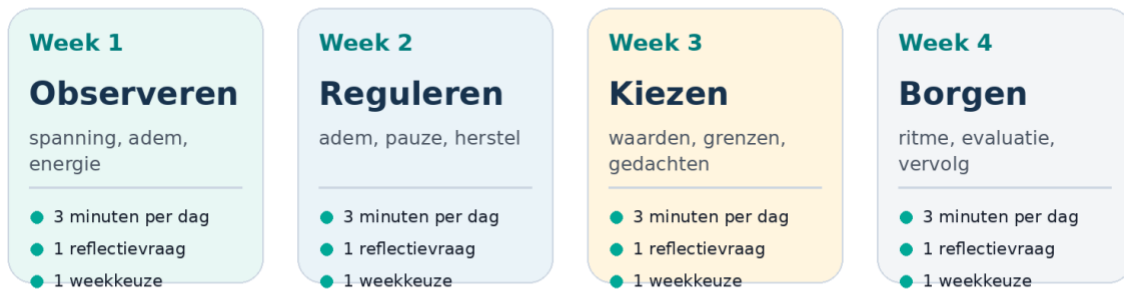 Week 1
Observeren
spanning, adem,
energie
3 minuten per dag
1 reflectievraag
1 weekkeuze
Week 2
Reguleren
adem, pauze, herstel
3 minuten per dag
1 reflectievraag
1 weekkeuze
Week 3
Kiezen
waarden, grenzen,
gedachten
3 minuten per dag
1 reflectievraag
1 weekkeuze
Week 4
Borgen
ritme, evaluatie,
vervolg
3 minuten per dag
1 reflectievraag
1 weekkeuze